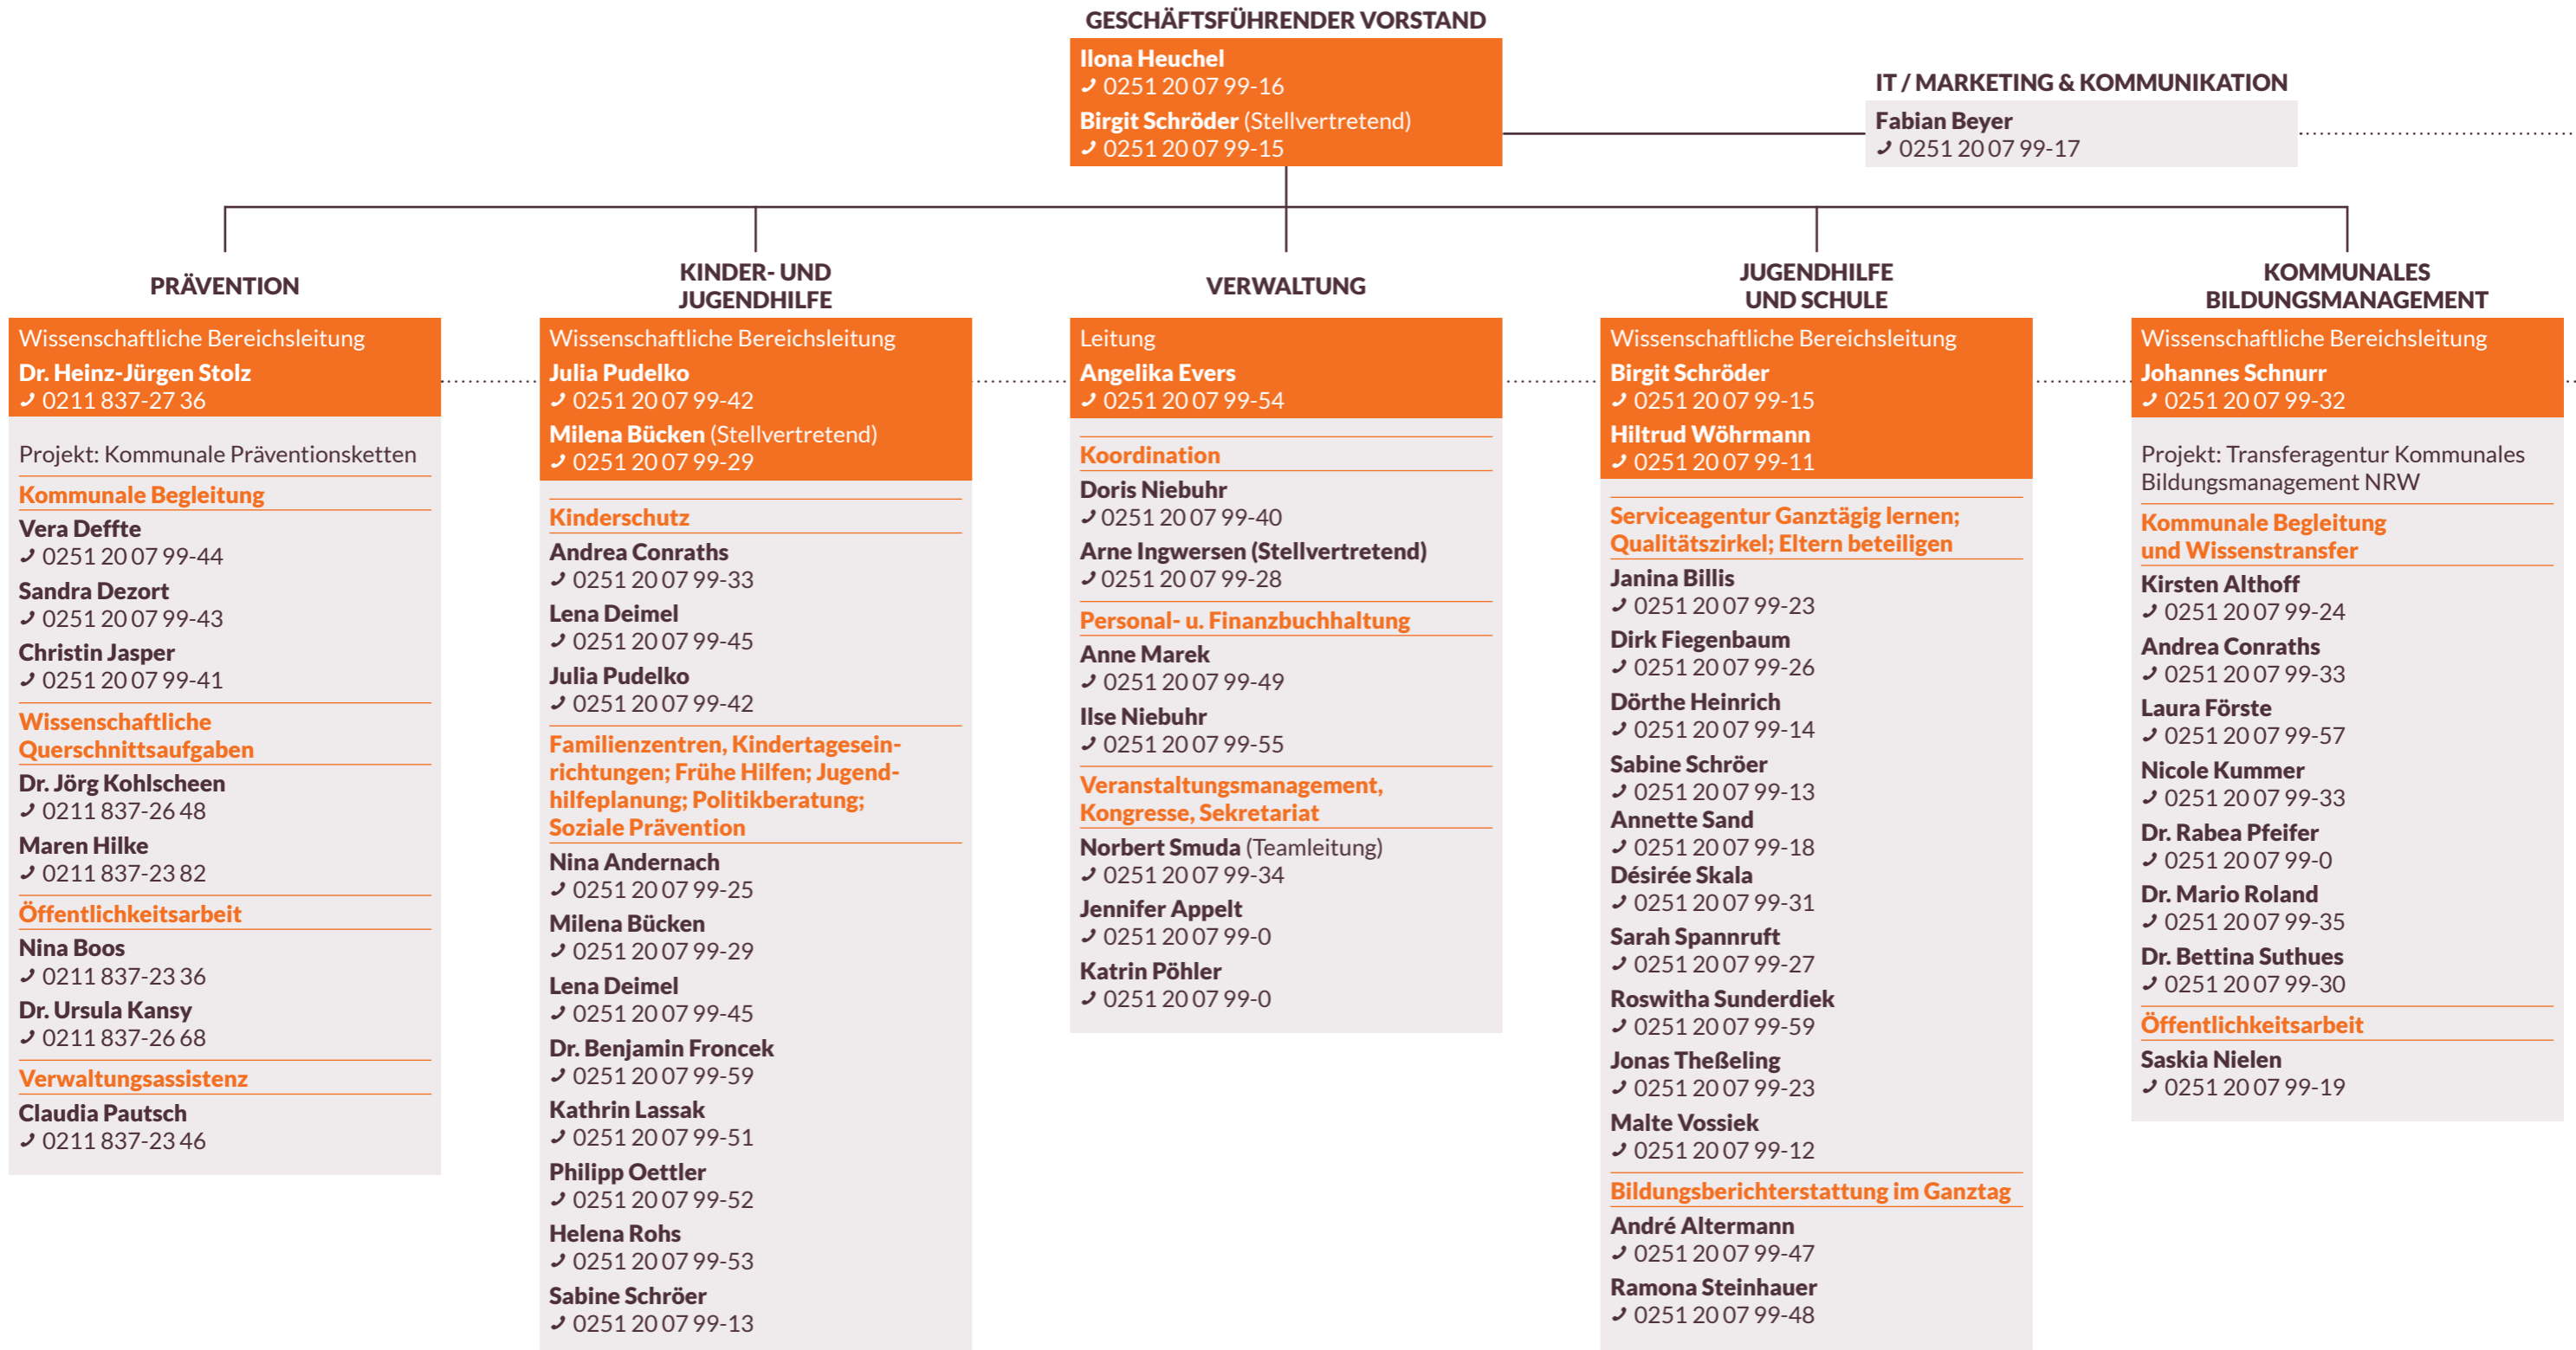 GESCHÄFTSFÜHRENDER VORSTAND
Ilona Heuchel
0251 20 07 99-16
Birgit Schröder (Stellvertretend)
0251 20 07 99-15
IT / MARKETING & KOMMUNIKATION
Fabian Beyer
0251 20 07 99-17
PRÄVENTION
Wissenschaftliche Bereichsleitung
Dr. Heinz-Jürgen Stolz
0211 837-27 36
Projekt: Kommunale Präventionsketten
Kommunale Begleitung
Vera Deffte
0251 20 07 99-44
Sandra Dezort
0251 20 07 99-43
Christin Jasper
0251 20 07 99-41
Wissenschaftliche
Querschnittsaufgaben
Dr. Jörg Kohlscheen
0211 837-26 48
Maren Hilke
0211 837-23 82
Öffentlichkeitsarbeit
Nina Boos
0211 837-23 36
Dr. Ursula Kansy
0211 837-26 68
Verwaltungsassistenz
Claudia Pautsch
0211 837-23 46
KINDER- UND
JUGENDHILFE
Wissenschaftliche Bereichsleitung
Julia Pudelko
0251 20 07 99-42
Milena Bücken (Stellvertretend)
0251 20 07 99-29
Kinderschutz
Andrea Conraths
0251 20 07 99-33
Lena Deimel
0251 20 07 99-45
Julia Pudelko
0251 20 07 99-42
Familienzentren, Kindertagesein-
richtungen; Frühe Hilfen; Jugend-
hilfeplanung; Politikberatung;
Soziale Prävention
Nina Andernach
0251 20 07 99-25
Milena Bücken
0251 20 07 99-29
Lena Deimel
0251 20 07 99-45
Dr. Benjamin Froncek
0251 20 07 99-59
Kathrin Lassak
0251 20 07 99-51
Philipp Oettler
0251 20 07 99-52
Helena Rohs
0251 20 07 99-53
Sabine Schröer
0251 20 07 99-13
VERWALTUNG
Leitung
Angelika Evers
0251 20 07 99-54
Koordination
Doris Niebuhr
0251 20 07 99-40
Arne Ingwersen (Stellvertretend)
0251 20 07 99-28
Personal- u. Finanzbuchhaltung
Anne Marek
0251 20 07 99-49
Ilse Niebuhr
0251 20 07 99-55
Veranstaltungsmanagement,
Kongresse, Sekretariat
Norbert Smuda (Teamleitung)
0251 20 07 99-34
Jennifer Appelt
0251 20 07 99-0
Katrin Pöhler
0251 20 07 99-0
JUGENDHILFE
UND SCHULE
Wissenschaftliche Bereichsleitung
Birgit Schröder
0251 20 07 99-15
Hiltrud Wöhrmann
0251 20 07 99-11
Serviceagentur Ganztägig lernen;
Qualitätszirkel; Eltern beteiligen
Janina Billis
0251 20 07 99-23
Dirk Fiegenbaum
0251 20 07 99-26
Dörthe Heinrich
0251 20 07 99-14
Sabine Schröer
0251 20 07 99-13
Annette Sand
0251 20 07 99-18
Désirée Skala
0251 20 07 99-31
Sarah Spannruft
0251 20 07 99-27
Roswitha Sunderdiek
0251 20 07 99-59
Jonas Theßeling
0251 20 07 99-23
Malte Vossiek
0251 20 07 99-12
Bildungsberichterstattung im Ganztag
André Altermann
0251 20 07 99-47
Ramona Steinhauer
0251 20 07 99-48
KOMMUNALES
BILDUNGSMANAGEMENT
Wissenschaftliche Bereichsleitung
Johannes Schnurr
0251 20 07 99-32
Projekt: Transferagentur Kommunales
Bildungsmanagement NRW
Kommunale Begleitung
und Wissenstransfer
Kirsten Althoff
0251 20 07 99-24
Andrea Conraths
0251 20 07 99-33
Laura Förste
0251 20 07 99-57
Nicole Kummer
0251 20 07 99-33
Dr. Rabea Pfeifer
0251 20 07 99-0
Dr. Mario Roland
0251 20 07 99-35
Dr. Bettina Suthues
0251 20 07 99-30
Öffentlichkeitsarbeit
Saskia Nielen
0251 20 07 99-19